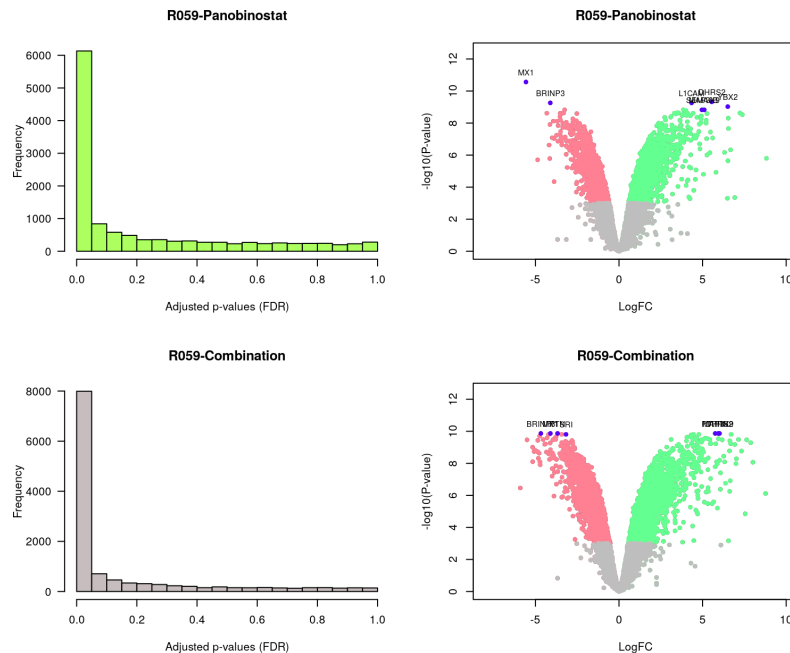 R059-Panobinostat
Frequency
0 1000 2000 3000 4000 5000 6000
0.0 0.2 0.4 0.6 0.8 1.0
Adjusted p-values (FDR)
R059-Panobinostat
-log10(P-value)
0 2 4 6 8 10 12
MX1
BRINP3
L1CAM
DHRS2
YBX2
-5 0 5 10
LogFC
R059-Combination
Frequency
0 2000 4000 6000 8000
0.0 0.2 0.4 0.6 0.8 1.0
Adjusted p-values (FDR)
R059-Combination
-log10(P-value)
0 2 4 6 8 10 12
-5 0 5 10
LogFC